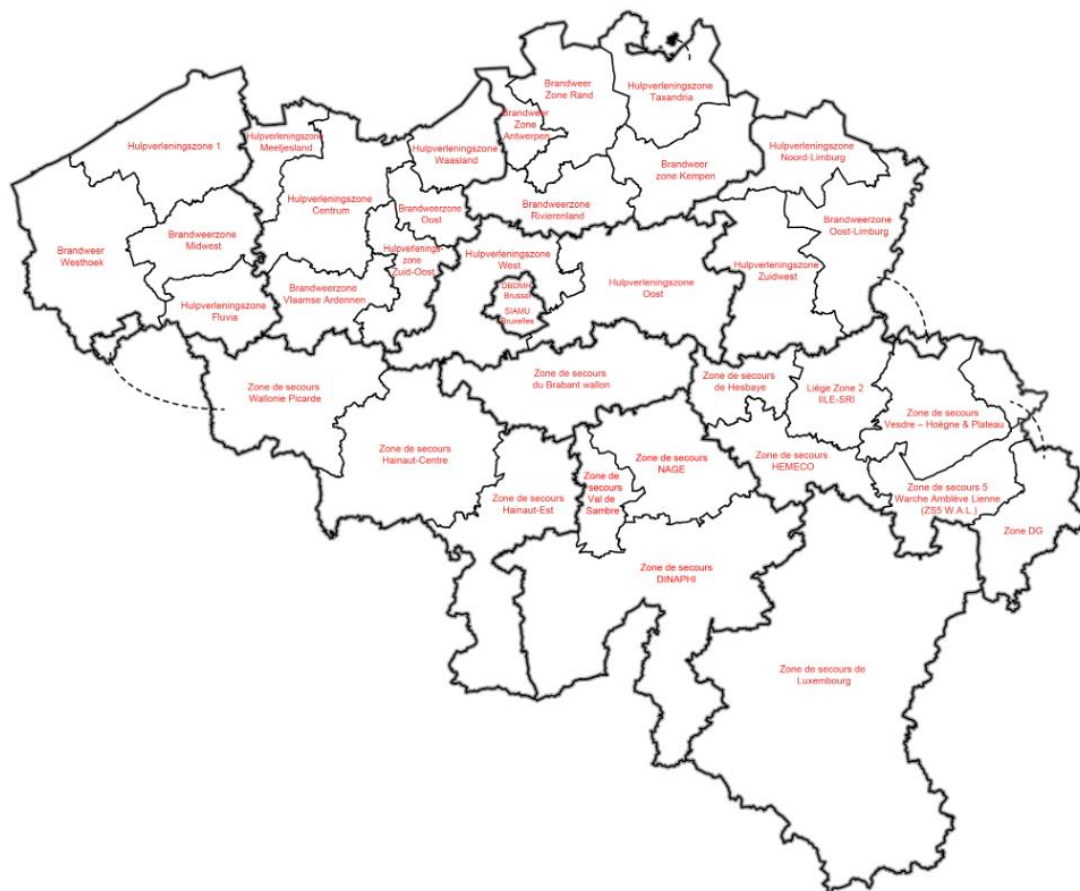 Brandweer
Zone Rand
Hulpverleningszone
Taxandria
Brandweer
Zone
Antwerpen
Hulpverleningszone 1
Hulpverleningszone
Meetjesland
Hulpverleningszone
Waasland
Hulpverleningszone
Noord-Limburg
Brandweer
zone Kempen
Hulpverleningszone
Centrum
Brandweerzone
Oost
Brandweerzone
Rivierenland
Brandweerzone
Oost-Limburg
Brandweer
Westhoek
Brandweerzone
Midwest
Hulpverlenings-
zone
Zuid-Oost
Hulpverleningszone
West
Hulpverleningszone
Zuidwest
Brandweerzone
Vlaamse Ardennen
Hulpverleningszone
Oost
Hulpverleningszone
Fluvia
DBDMH
Brussel
SIAMU
Bruxelles
Zone de secours
Wallonie Picarde
Zone de secours
du Brabant wallon
Zone de secours
de Hesbaye
Liège Zone 2
IILE-SRI
Zone de secours
Vesdre – Hoëgne & Plateau
Zone de secours
Hainaut-Centre
Zone de secours
NAGE
Zone de secours
HEMECO
Zone de
secours
Val de
Sambre
Zone de secours
Hainaut-Est
Zone de secours 5
Warche Amblève Lienne
(ZS5 W.A.L.)
Zone DG
Zone de secours
DINAPHI
Zone de secours de
Luxembourg